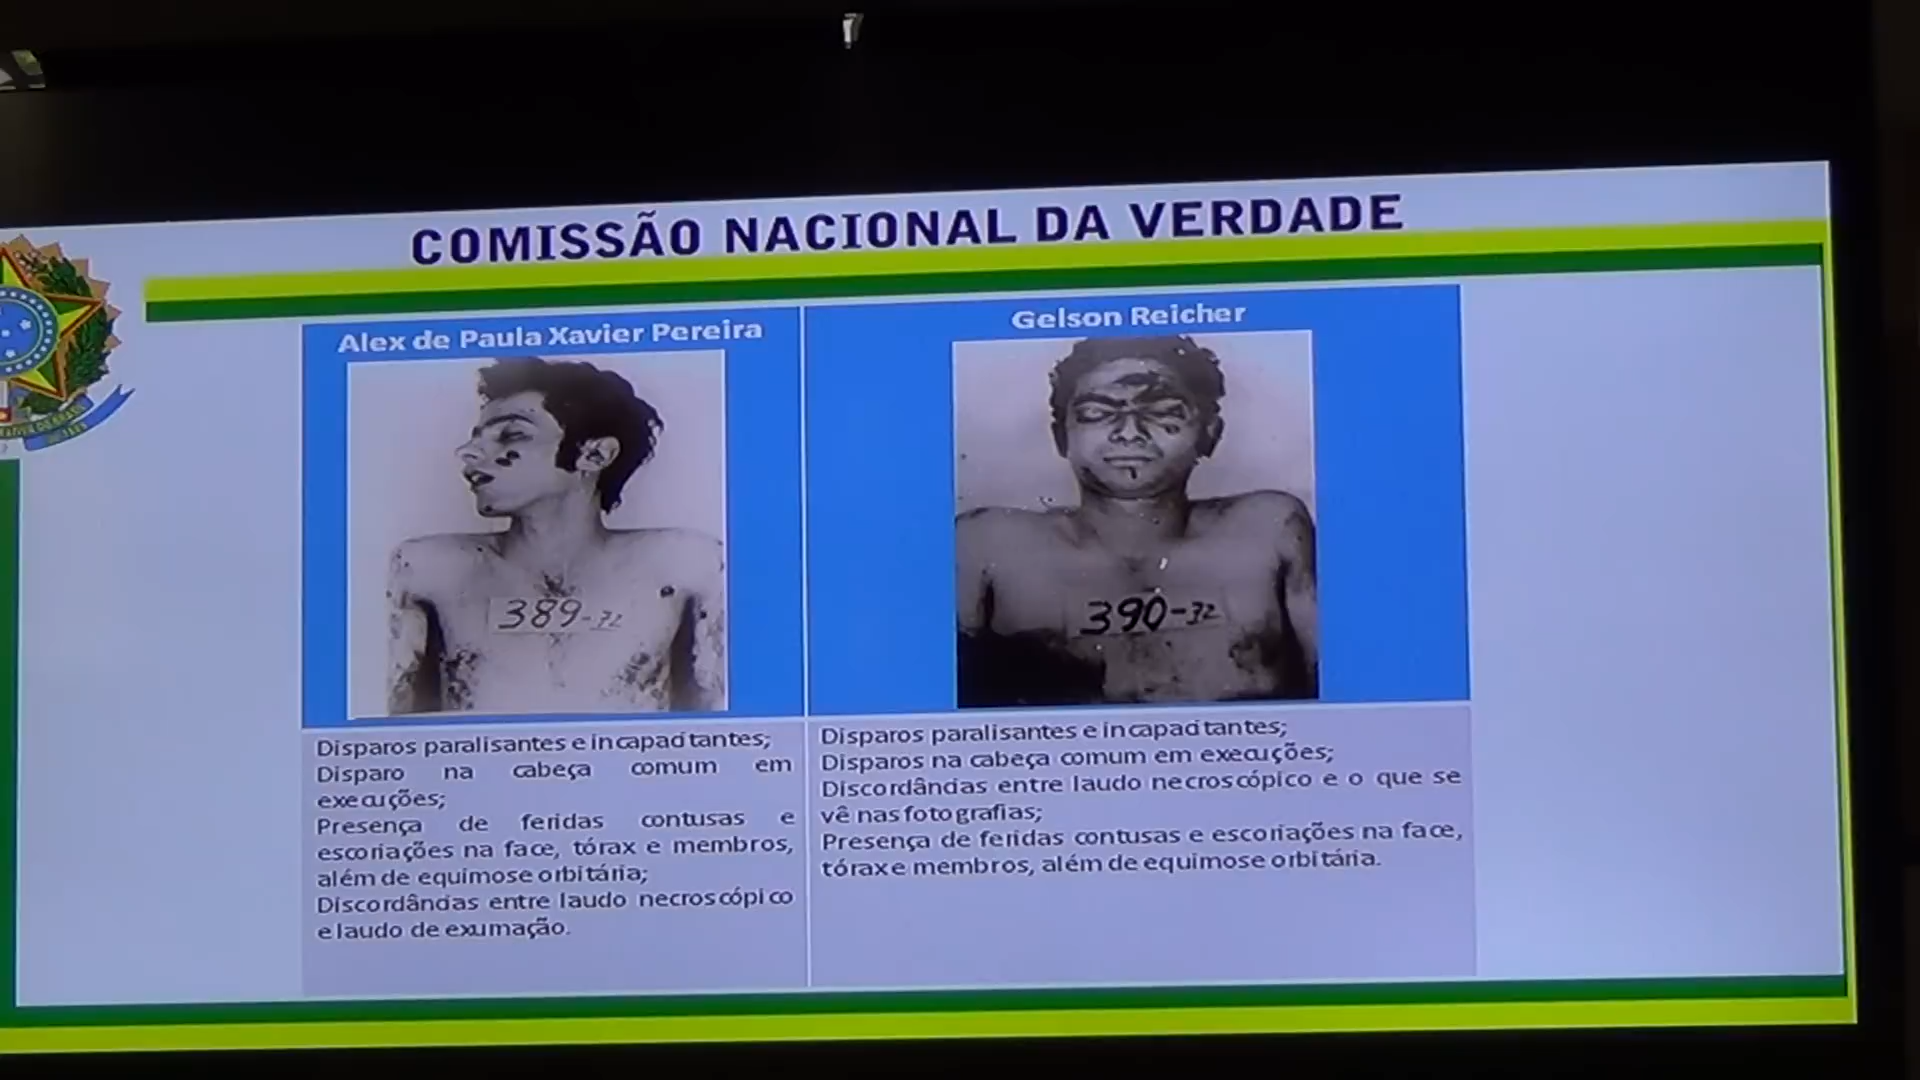 COMISSÃO NACIONAL DA VERDADE
Alex de Paula Xavier Pereira
389-72
Disparos paralisantes e incapacitantes;
Disparo na cabeça comum em
execuções;
Presença de feridas contusas e
escoriações na face, tórax e membros,
além de equimose orbitária;
Discordâncias entre laudo necroscópico
e laudo de exumação.
Gelson Reicher
390-72
Disparos paralisantes e incapacitantes;
Disparos na cabeça comum em execuções;
Discordâncias entre laudo necroscópico e o que se
vê nas fotografias;
Presença de feridas contusas e escoriações na face,
tórax e membros, além de equimose orbitária.